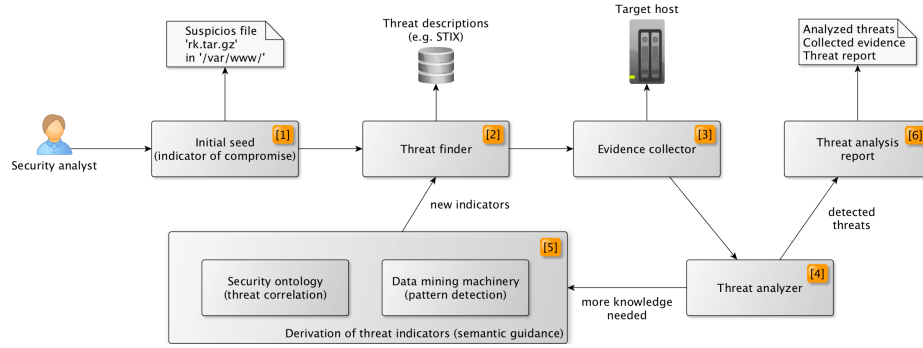 Suspicios file
'rk.tar.gz'
in '/var/www/'
Threat descriptions
(e.g. STIX)
Target host
Analyzed threats
Collected evidence
Threat report
Security analyst
[1]
Initial seed
(indicator of compromise)
[2]
Threat finder
[3]
Evidence collector
[6]
Threat analysis
report
new indicators
detected
threats
[5]
Security ontology
(threat correlation)
Data mining machinery
(pattern detection)
Derivation of threat indicators (semantic guidance)
more knowledge
needed
[4]
Threat analyzer